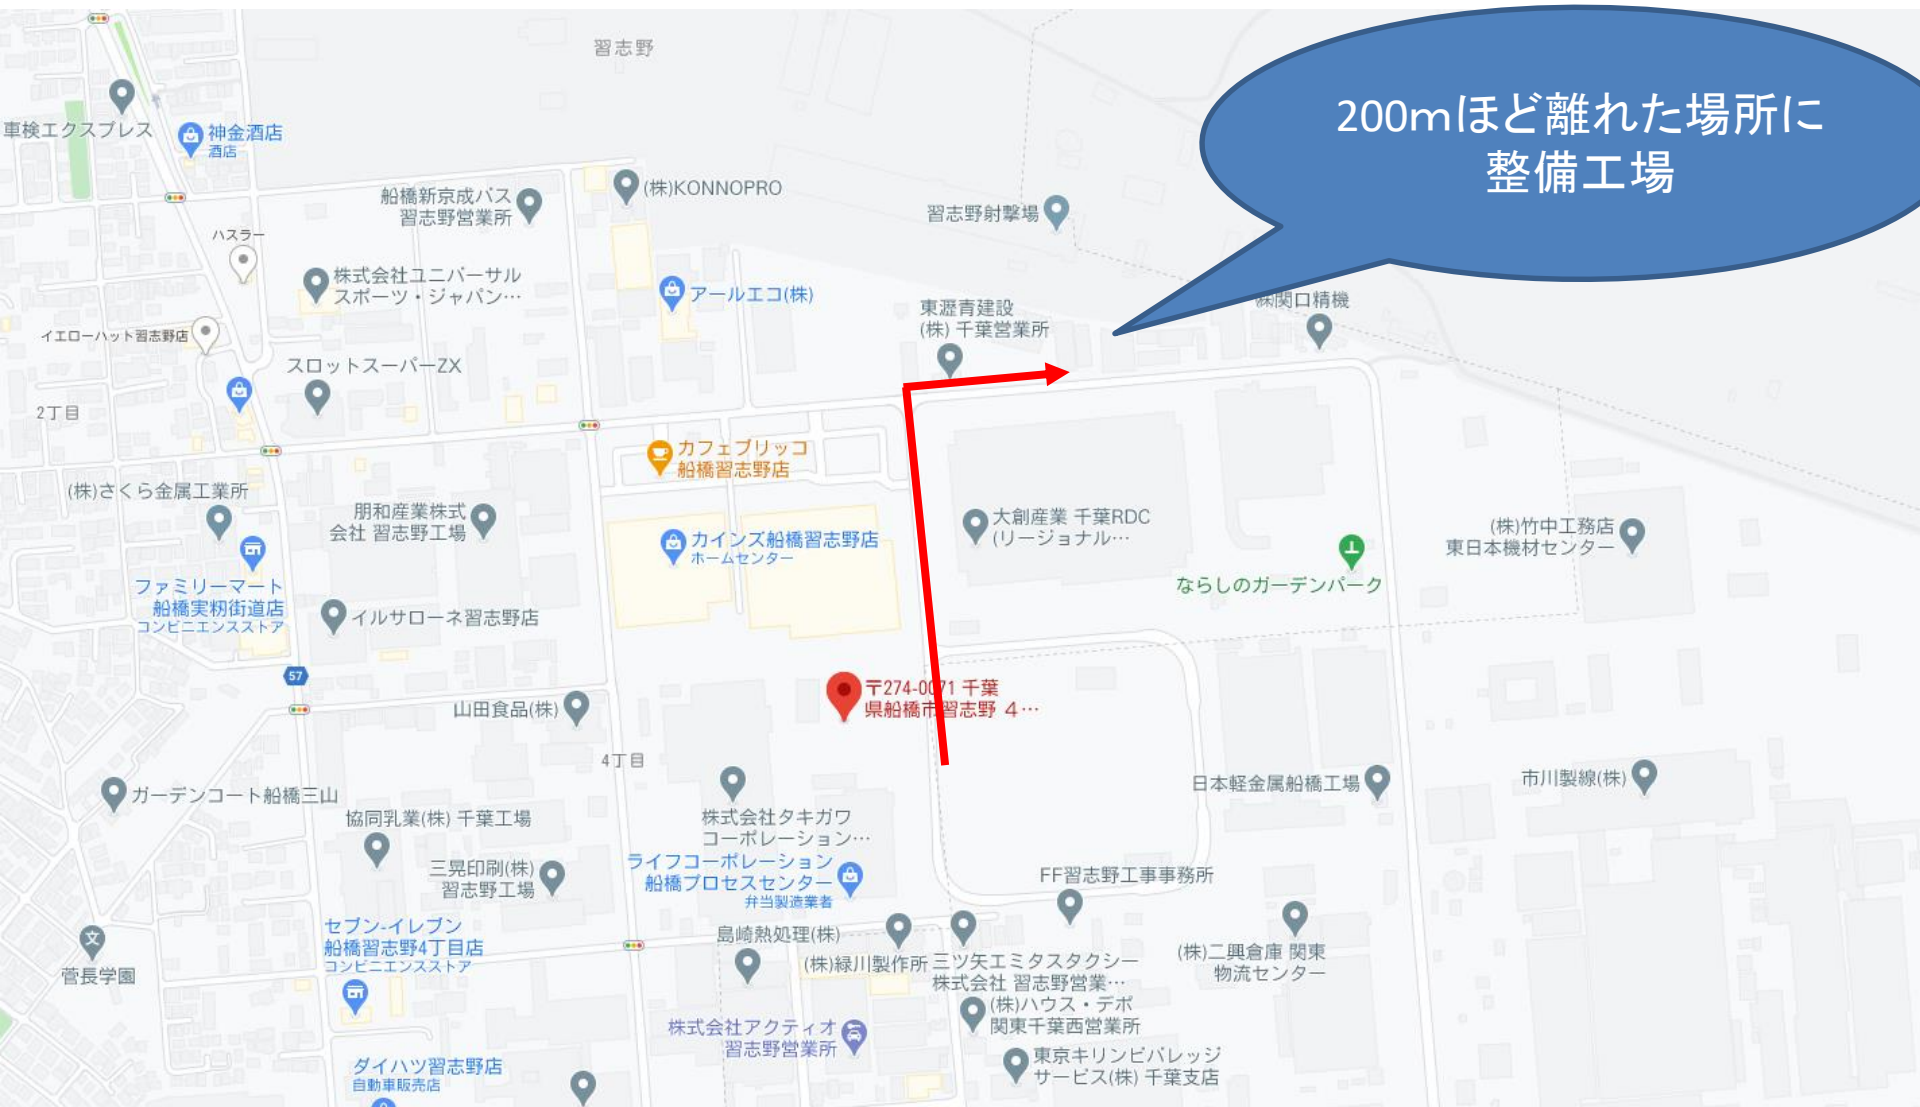 200mほど離れた場所に
整備工場
習志野
車検エクスプレス
神金酒店
酒店
船橋新京成バス
習志野営業所
(株)KONNOPRO
習志野射撃場
ハスラー
株式会社ユニバーサル
スポーツ・ジャパン…
アールエコ(株)
東瀝青建設
(株) 千葉営業所
㈱関口精機
イエローハット習志野店
スロットスーパーZX
2丁目
カフェブリッコ
船橋習志野店
(株)さくら金属工業所
朋和産業株式
会社 習志野工場
カインズ船橋習志野店
ホームセンター
大創産業 千葉RDC
(リージョナル…
(株)竹中工務店
東日本機材センター
ならしのガーデンパーク
ファミリーマート
船橋実籾街道店
コンビニエンスストア
イルサローネ習志野店
57
山田食品(株)
〒274-0071 千葉
県船橋市習志野 4…
4丁目
ガーデンコート船橋三山
協同乳業(株) 千葉工場
株式会社タキガワ
コーポレーション…
日本軽金属船橋工場
市川製線(株)
三晃印刷(株)
習志野工場
ライフコーポレーション
船橋プロセスセンター
弁当製造業者
FF習志野工事事務所
セブン-イレブン
船橋習志野4丁目店
コンビニエンスストア
島崎熱処理(株)
(株)緑川製作所
三ツ矢エミタスタクシー
株式会社 習志野営業…
(株)二興倉庫 関東
物流センター
文
菅長学園
(株)ハウス・デポ
関東千葉西営業所
株式会社アクティオ
習志野営業所
東京キリンビバレッジ
サービス(株) 千葉支店
ダイハツ習志野店
自動車販売店